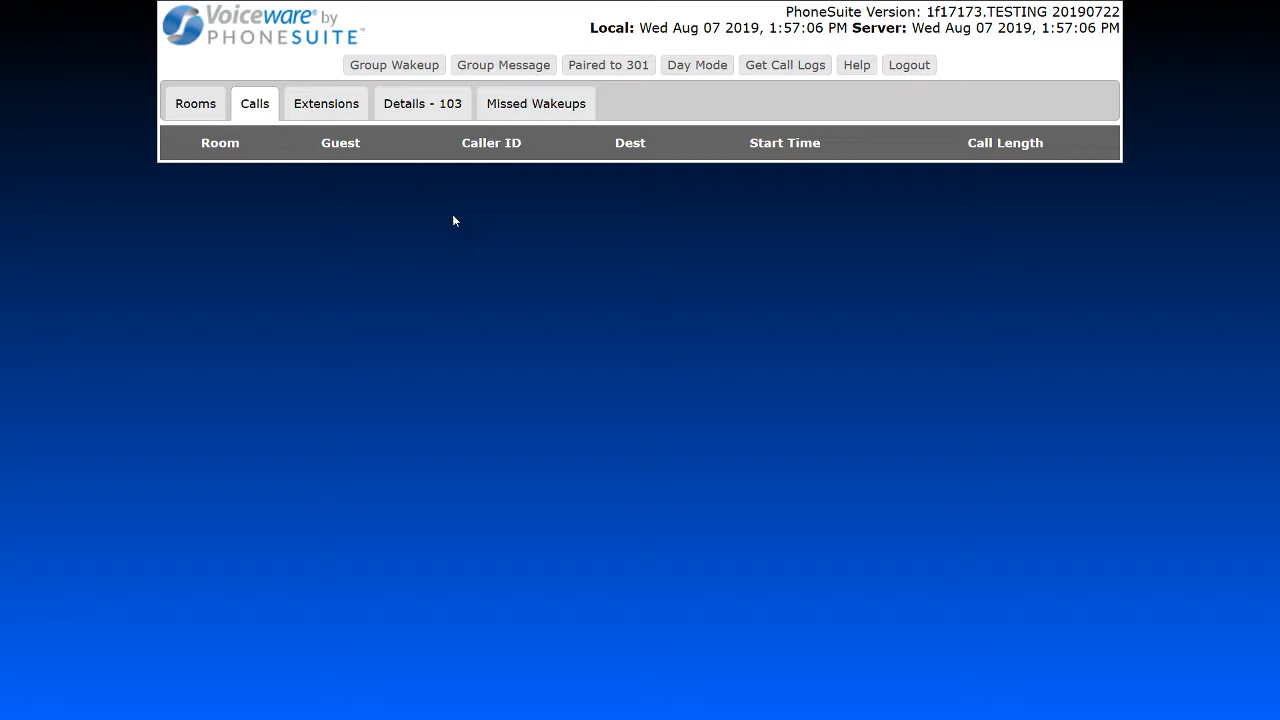 Voiceware® by
PHONESUITE™
PhoneSuite Version: 1f17173.TESTING 20190722
Local: Wed Aug 07 2019, 1:57:06 PM Server: Wed Aug 07 2019, 1:57:06 PM
Group Wakeup Group Message Paired to 301 Day Mode Get Call Logs Help Logout
Rooms Calls Extensions Details - 103 Missed Wakeups
Room Guest Caller ID Dest Start Time Call Length